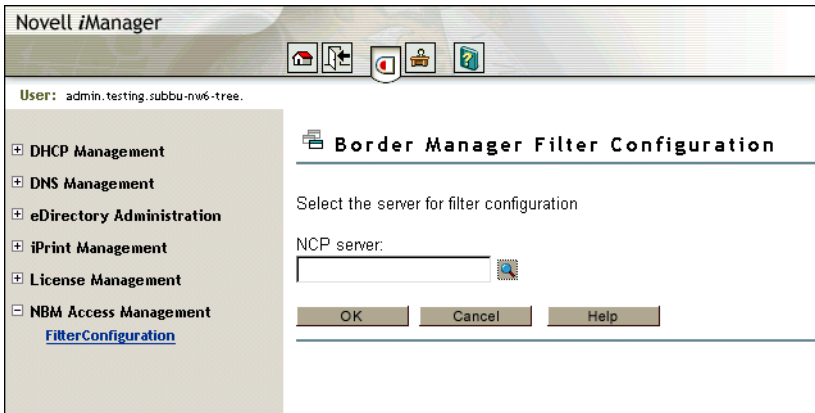 Novell iManager
User: admin.testing.subbu-nw6-tree.
DHCP Management
DNS Management
eDirectory Administration
iPrint Management
License Management
NBM Access Management
FilterConfiguration
Border Manager Filter Configuration
Select the server for filter configuration
NCP server:
OK Cancel Help